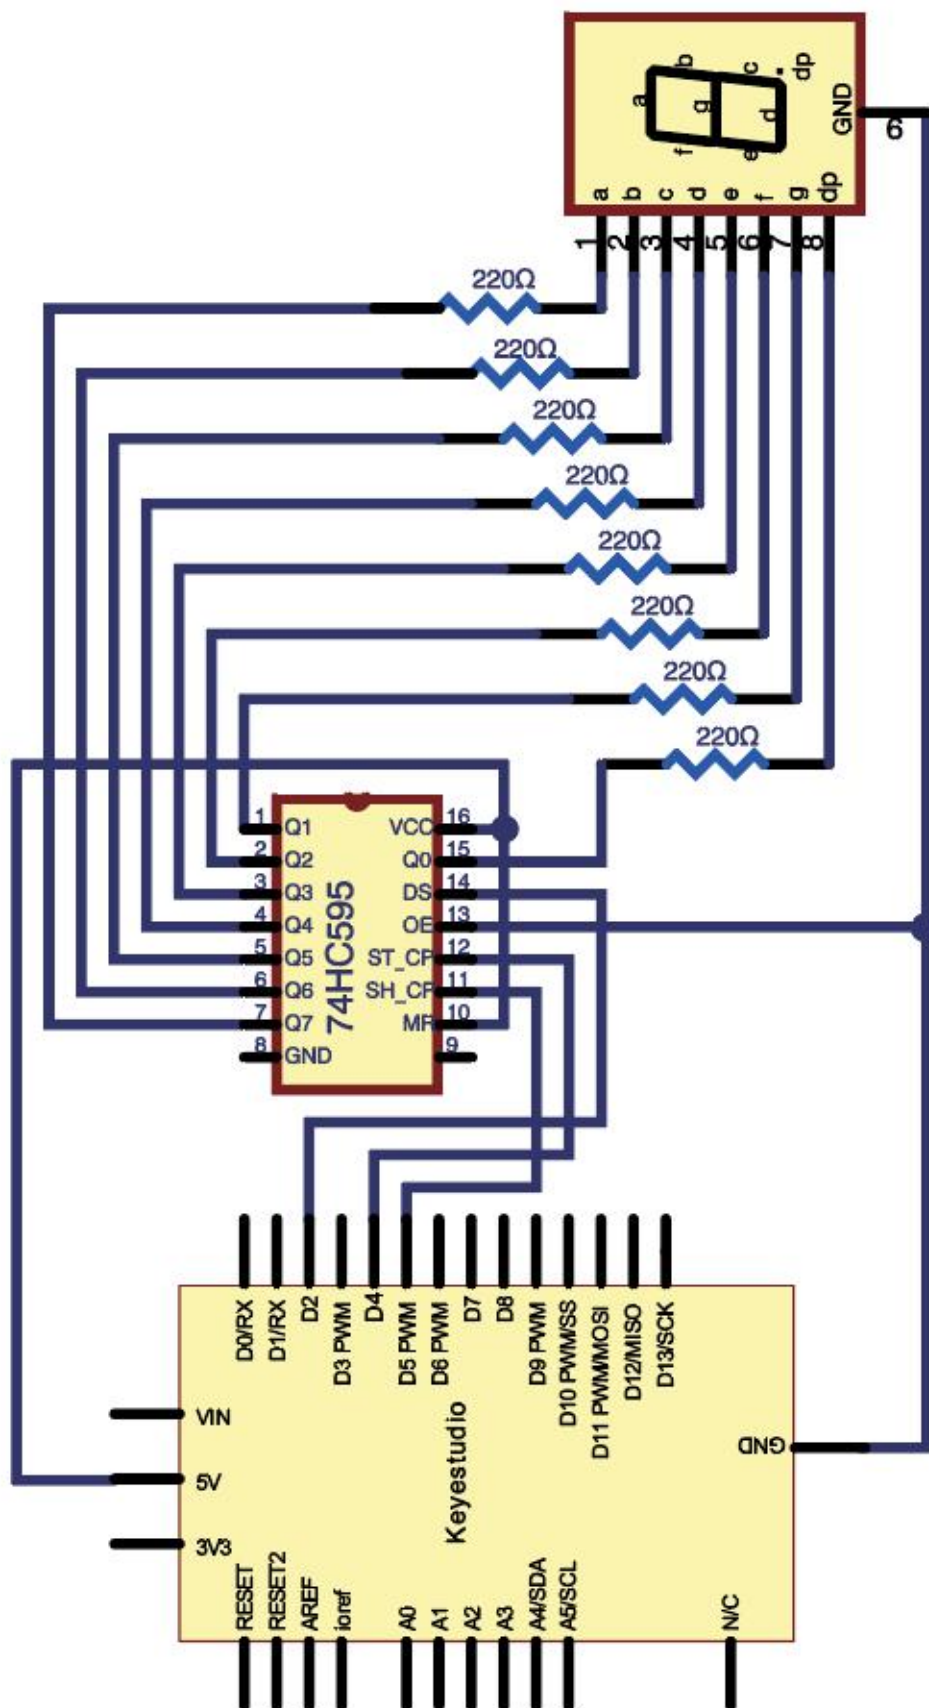 b
c
dp
a
g
d
f
e
GND
6
a
b
c
d
e
f
g
dp
1
2
3
4
5
6
7
8
220Ω
220Ω
220Ω
220Ω
220Ω
220Ω
220Ω
220Ω
1
Q1
VCC
16
2
Q2
Q0
15
3
Q3
DS
14
4
Q4
OE
13
5
Q5
ST_CP
12
6
Q6
SH_CP
11
7
Q7
MR
10
8
GND
9
74HC595
D0/RX
D1/RX
D2
D3 PWM
D4
D5 PWM
D6 PWM
D7
D8
D9 PWM
D10 PWM/SS
D11 PWM/MOSI
D12/MISO
D13/SCK
VIN
5V
3V3
Keyestudio
GND
RESET
RESET2
AREF
ioref
A0
A1
A2
A3
A4/SDA
A5/SCL
N/C